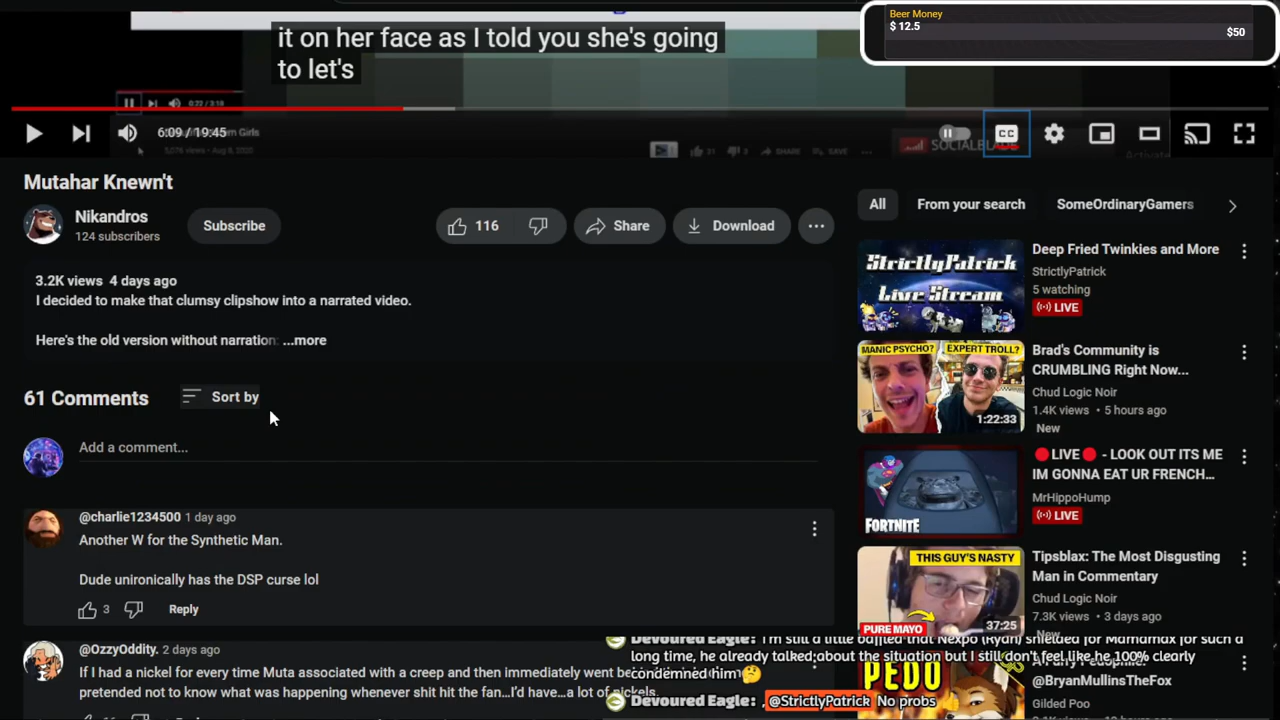 it on her face as I told you she's going
to let's
Beer Money
$ 12.5
$50
6:09 / 19:45
CC
Mutahar Knewn't
Nikandros
124 subscribers
Subscribe
116
Share
Download
3.2K views 4 days ago
I decided to make that clumsy clipshow into a narrated video.
Here's the old version without narration: ...more
61 Comments
Sort by
Add a comment...
@charlie1234500 1 day ago
Another W for the Synthetic Man.
Dude unironically has the DSP curse lol
3
Reply
@OzzyOddity. 2 days ago
If I had a nickel for every time Muta associated with a creep and then immediately went
pretended not to know what was happening whenever shit hit the fan...I'd have...a lot of nickels.
All
From your search
SomeOrdinaryGamers
StrictlyPatrick
Live Stream
Deep Fried Twinkies and More
StrictlyPatrick
5 watching
LIVE
MANIC PSYCHO?
EXPERT TROLL?
1:22:33
Brad's Community is
CRUMBLING Right Now...
Chud Logic Noir
1.4K views • 5 hours ago
New
FORTNITE
🔴LIVE🔴 - LOOK OUT ITS ME
IM GONNA EAT UR FRENCH...
MrHippoHump
LIVE
THIS GUY'S NASTY
PURE MAYO
37:25
Tipsblax: The Most Disgusting
Man in Commentary
Chud Logic Noir
7.3K views • 3 days ago
New
PEDO
@BryanMullinsTheFox
Gilded Poo
Devoured Eagle: I'm still a little baffled that Nexpo (Ryan) shielded for Mamamax for such a
long time, he already talked about the situation but I still don't feel like he 100% clearly
condemned him🤔
Devoured Eagle: , @StrictlyPatrick No probs